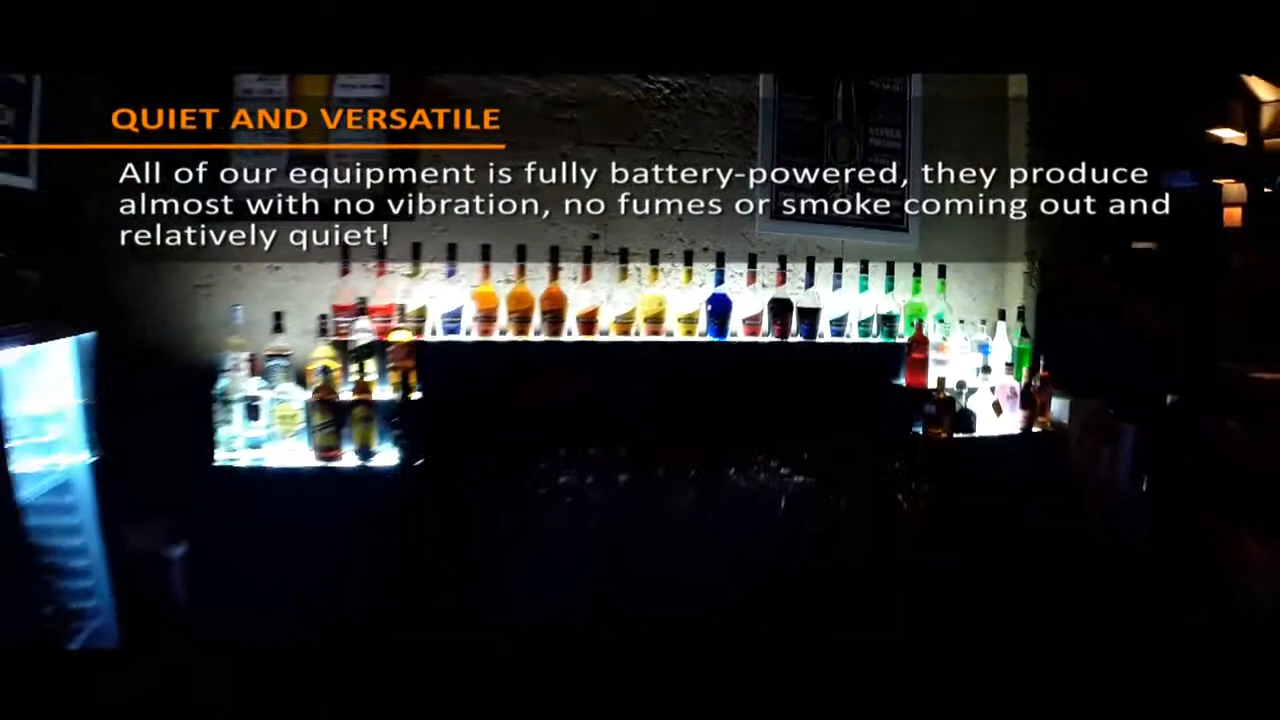 QUIET AND VERSATILE
All of our equipment is fully battery-powered, they produce
almost with no vibration, no fumes or smoke coming out and
relatively quiet!